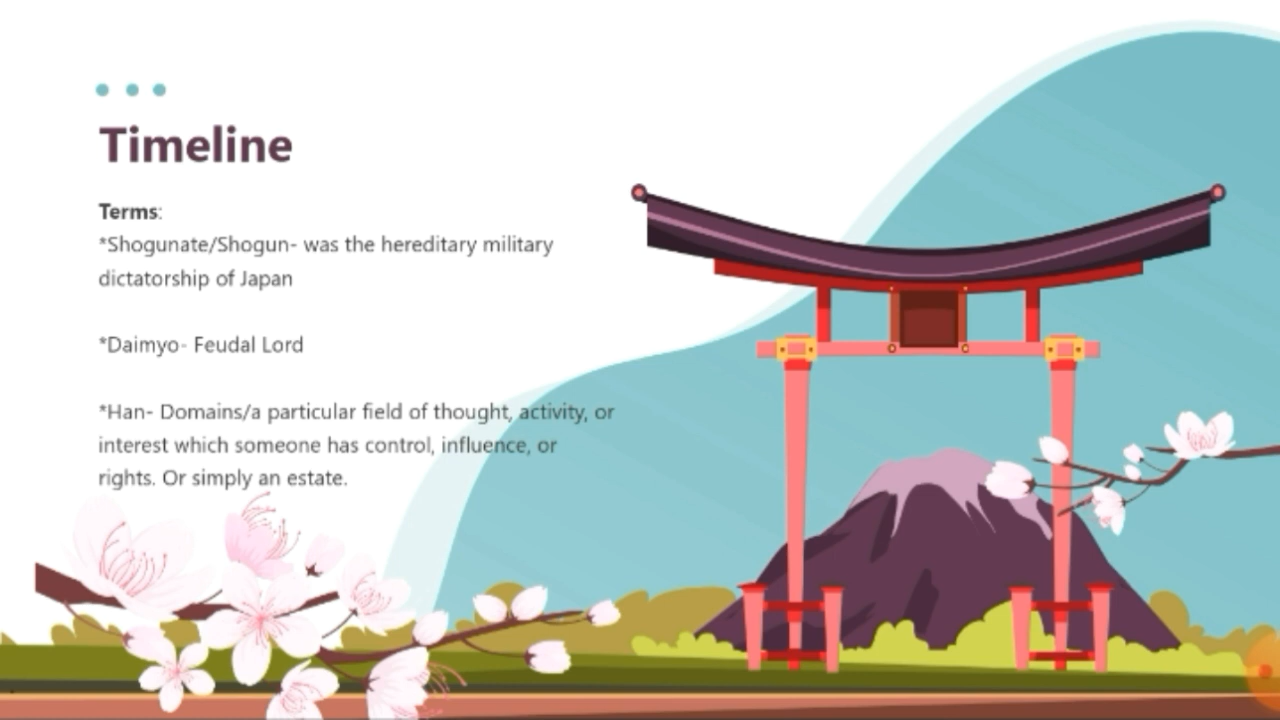 Timeline
Terms:
*Shogunate/Shogun- was the hereditary military
dictatorship of Japan
*Daimyo- Feudal Lord
*Han- Domains/a particular field of thought, activity, or
interest which someone has control, influence, or
rights. Or simply an estate.